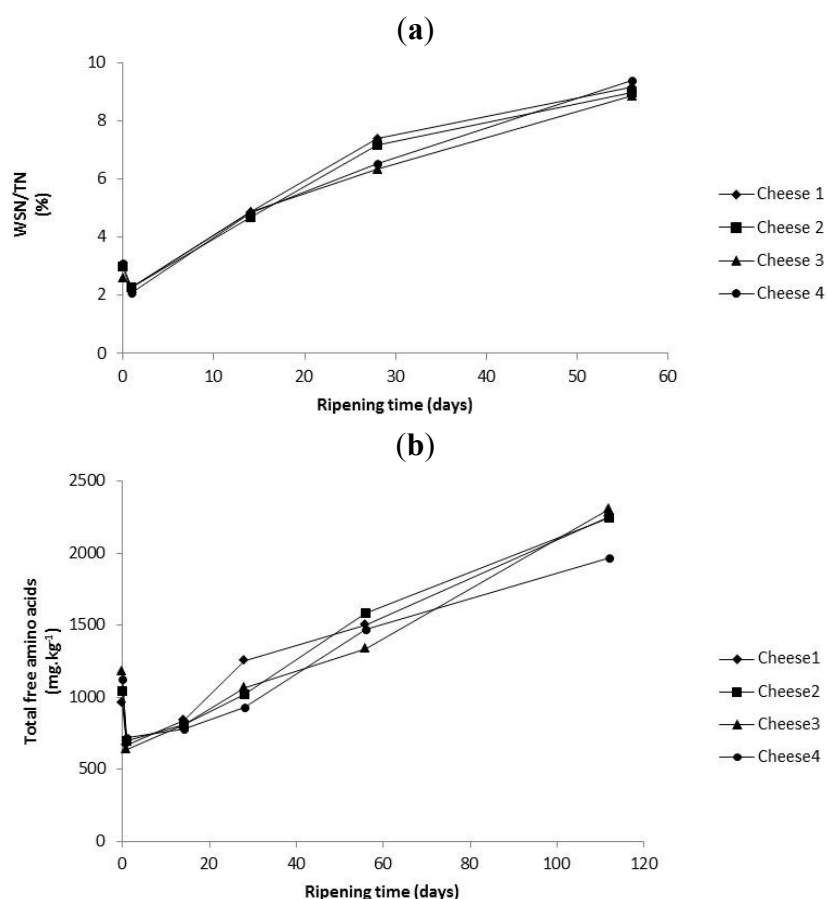 (a)
10
8
6
4
2
0
WSN/TN
(%)
0 10 20 30 40 50 60
Ripening time (days)
Cheese 1
Cheese 2
Cheese 3
Cheese 4
(b)
2500
2000
1500
1000
500
0
Total free amino acids
(mg.kg⁻¹)
0 20 40 60 80 100 120
Ripening time (days)
Cheese1
Cheese2
Cheese3
Cheese4